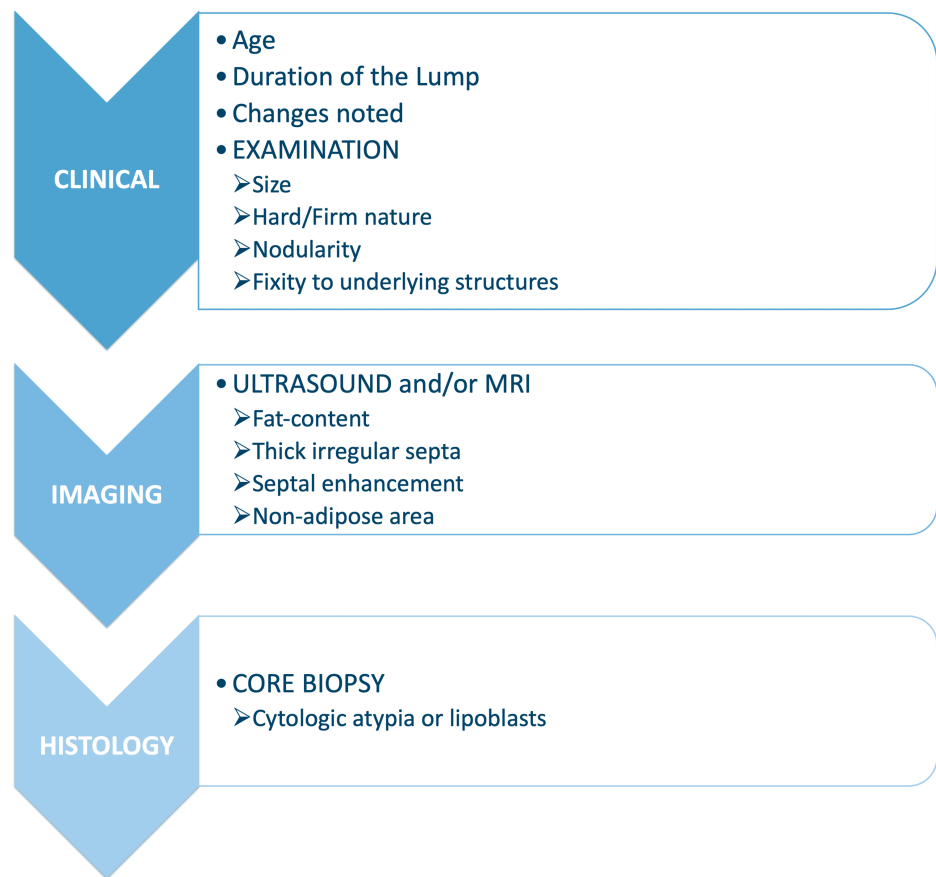 CLINICAL
• Age
• Duration of the Lump
• Changes noted
• EXAMINATION
➢Size
➢Hard/Firm nature
➢Nodularity
➢Fixity to underlying structures
IMAGING
• ULTRASOUND and/or MRI
➢Fat-content
➢Thick irregular septa
➢Septal enhancement
➢Non-adipose area
HISTOLOGY
• CORE BIOPSY
➢Cytologic atypia or lipoblasts